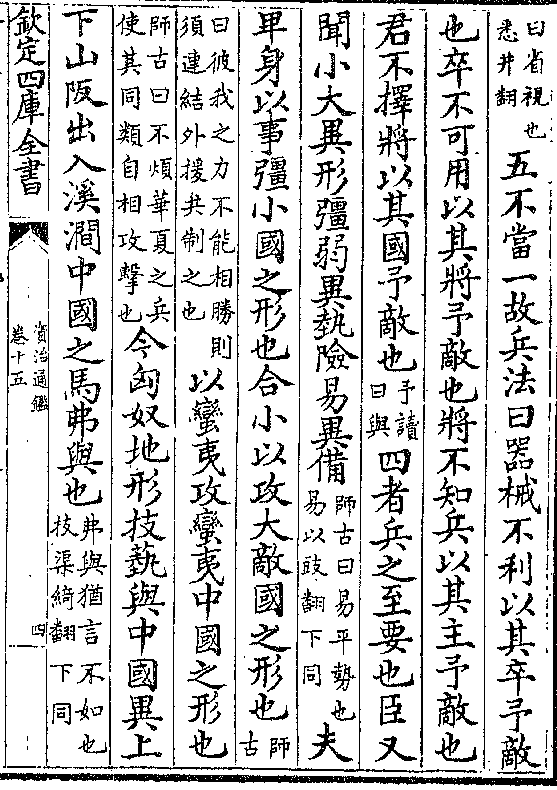 曰省視也
悉井翻
五不當一故兵法曰器械不利以其卒予敵
也卒不可用以其將予敵也將不知兵以其主予敵也
君不擇將以其國予敵也
予讀
曰與
四者兵之至要也臣又
聞小大異形彊弱異執險易異備
師古曰易平勢也
易以豉翻下同
夫
卑身以事彊小國之形也合小以攻大敵國之形也
師
古
曰彼我之力不能相勝則
須連結外援共制之也
以蠻夷攻蠻夷中國之形也
師古曰不煩華夏之兵
使其同類自相攻擊也
今匈奴地形技藝與中國異上
下山阪出入溪澗中國之馬弗與也
弗與猶言不如也
技渠綺翻下同
欽定四庫全書
資治通鑑
卷十五
四